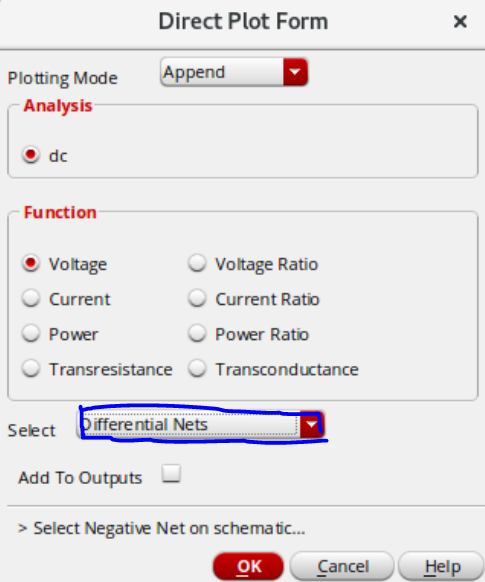 Direct Plot Form ×
Plotting Mode Append
Analysis
dc
Function
Voltage Voltage Ratio
Current Current Ratio
Power Power Ratio
Transresistance Transconductance
Select Differential Nets
Add To Outputs
> Select Negative Net on schematic...
OK Cancel Help